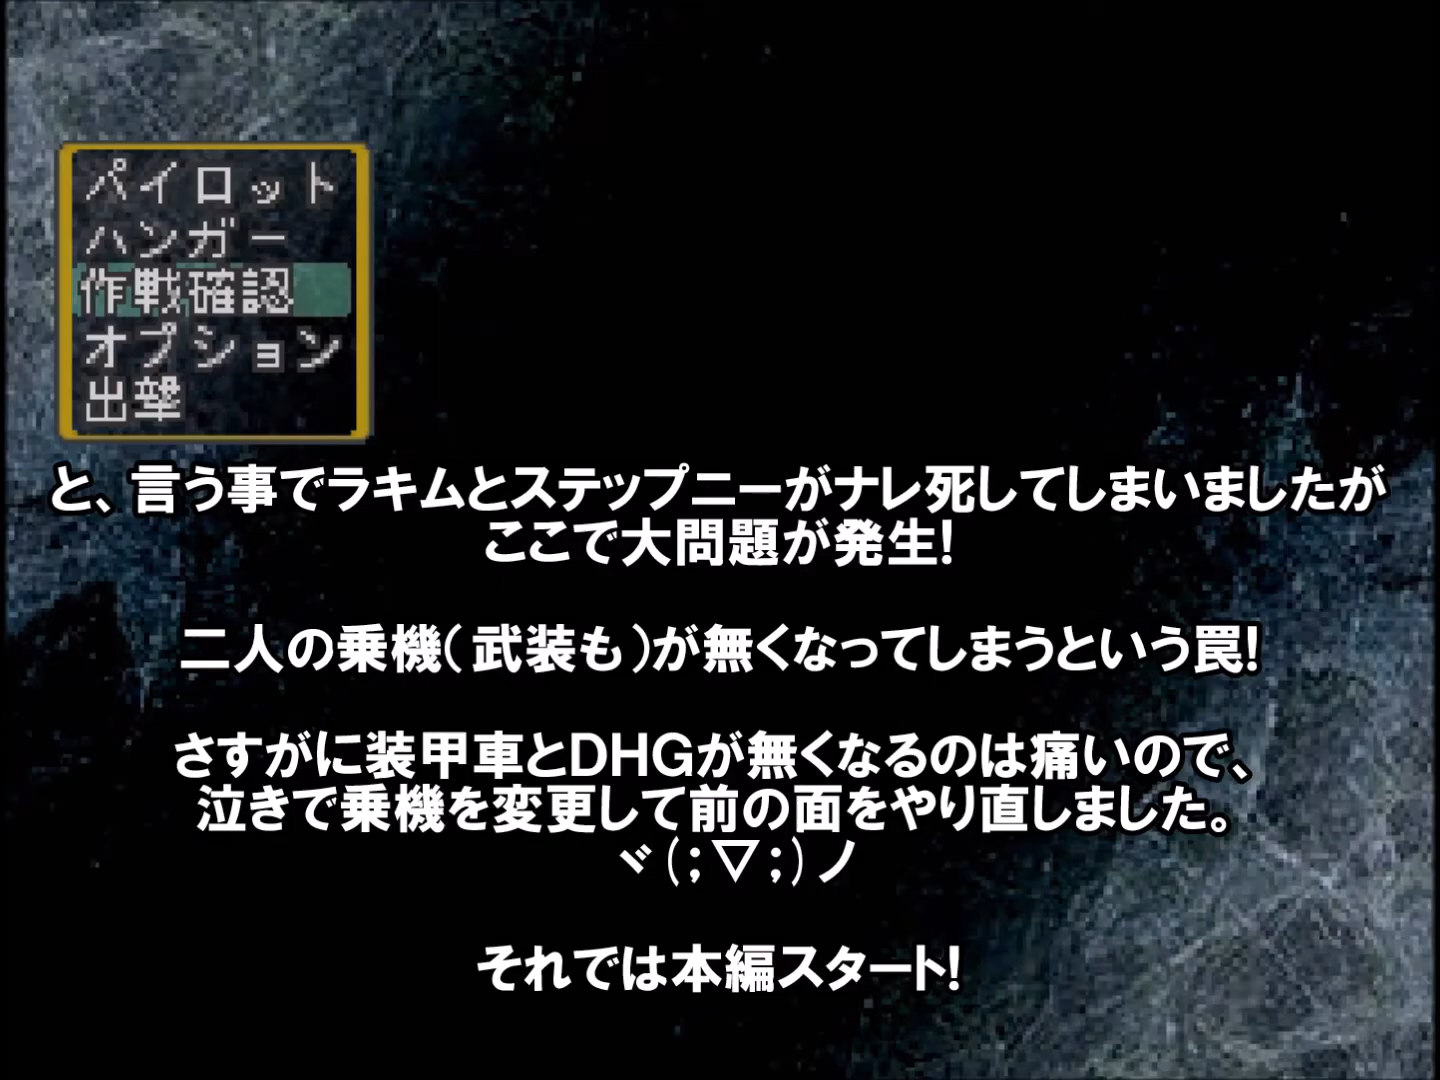 パイロット
ハンガー
作戦確認
オプション
出撃
と、言う事でラキムとステップニーがナレ死してしまいましたが
ここで大問題が発生!
二人の乗機(武装も)が無くなってしまうという罠!
さすがに装甲車とDHGが無くなるのは痛いので、
泣きで乗機を変更して前の面をやり直しました。
ヾ(;▽;)ノ
それでは本編スタート!